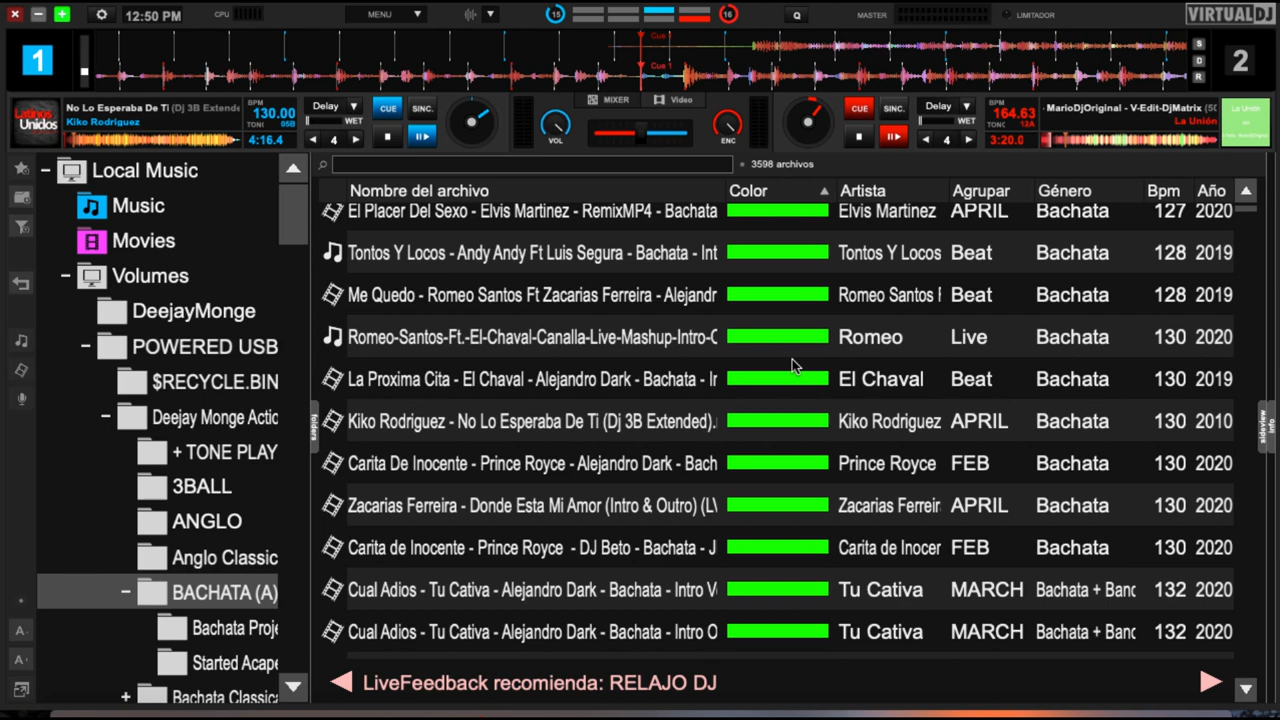 12:50 PM
CPU
MENU
15
16
Q
MASTER
LIMITADOR
VIRTUALDJ
1
Cue
Cue 1
S
D
R
2
Latinos Unidos
No Lo Esperaba De Ti (Dj 3B Extende
Kiko Rodriguez
BPM
130.00
TONO
05B
4:16.4
Delay
WET
4
CUE
SINC.
VOL
MIXER
Video
ENC
CUE
SINC.
Delay
WET
4
BPM
164.63
12A
3:20.0
MarioDjOriginal - V-Edit-DjMatrix (50
La Unión
La Unión
Local Music
Music
Movies
Volumes
DeejayMonge
POWERED USB
$RECYCLE.BIN
Deejay Monge Actio
+ TONE PLAY
3BALL
ANGLO
Anglo Classic
BACHATA (A)
Bachata Proje
Started Acape
Bachata Classica
A-
A+
folders
3598 archivos
Nombre del archivo Color Artista Agrupar Género Bpm Año
El Placer Del Sexo - Elvis Martinez - RemixMP4 - Bachata Elvis Martinez APRIL Bachata 127 2020
Tontos Y Locos - Andy Andy Ft Luis Segura - Bachata - Int Tontos Y Locos Beat Bachata 128 2019
Me Quedo - Romeo Santos Ft Zacarias Ferreira - Alejandr Romeo Santos F Beat Bachata 128 2019
Romeo-Santos-Ft.-El-Chaval-Canalla-Live-Mashup-Intro-O Romeo Live Bachata 130 2020
La Proxima Cita - El Chaval - Alejandro Dark - Bachata - Ir El Chaval Beat Bachata 130 2019
Kiko Rodriguez - No Lo Esperaba De Ti (Dj 3B Extended). Kiko Rodriguez APRIL Bachata 130 2010
Carita De Inocente - Prince Royce - Alejandro Dark - Bach Prince Royce FEB Bachata 130 2020
Zacarias Ferreira - Donde Esta Mi Amor (Intro & Outro) (LV Zacarias Ferreir APRIL Bachata 130 2020
Carita de Inocente - Prince Royce - DJ Beto - Bachata - J Carita de Inocer FEB Bachata 130 2020
Cual Adios - Tu Cativa - Alejandro Dark - Bachata - Intro V Tu Cativa MARCH Bachata + Banc 132 2020
Cual Adios - Tu Cativa - Alejandro Dark - Bachata - Intro O Tu Cativa MARCH Bachata + Banc 132 2020
sideview
info
LiveFeedback recomienda: RELAJO DJ